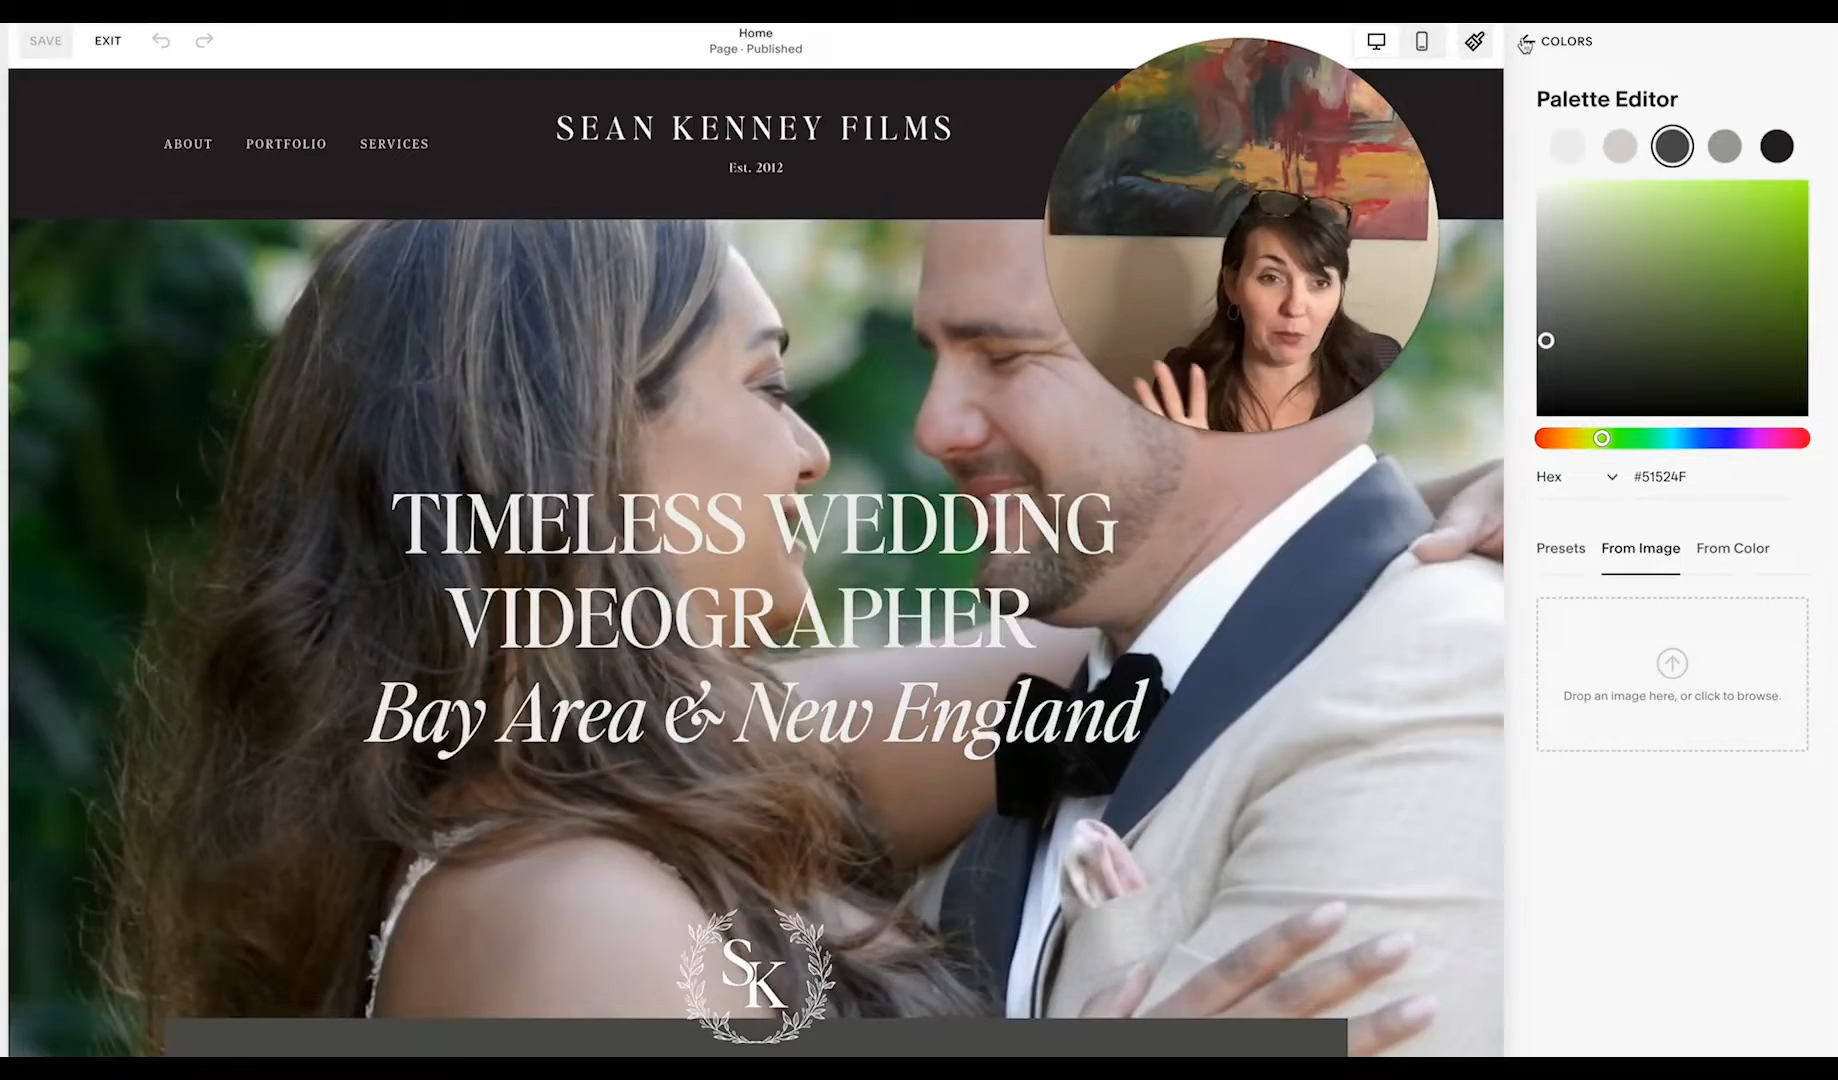 SAVE
EXIT
Home
Page · Published
COLORS
ABOUT
PORTFOLIO
SERVICES
SEAN KENNEY FILMS
Est. 2012
TIMELESS WEDDING
VIDEOGRAPHER
Bay Area & New England
SK
Palette Editor
Hex
#51524F
Presets
From Image
From Color
Drop an image here, or click to browse.